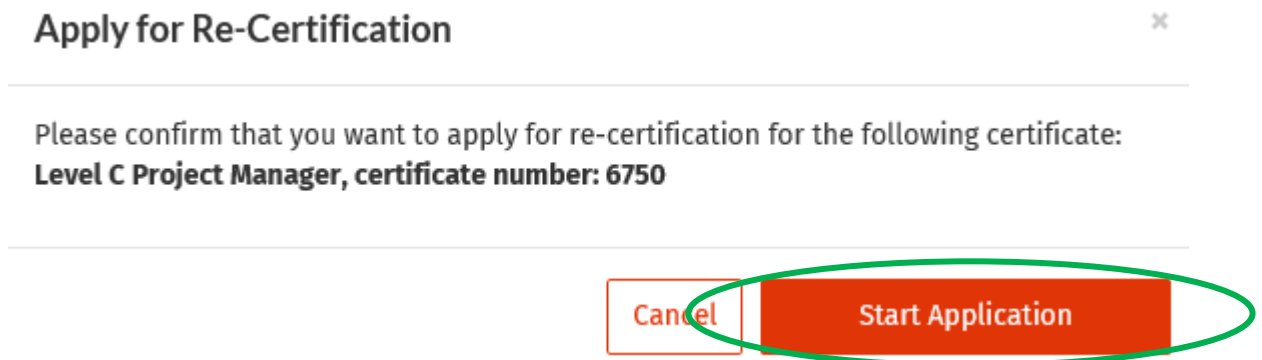 Apply for Re-Certification
Please confirm that you want to apply for re-certification for the following certificate:
Level C Project Manager, certificate number: 6750
Cancel Start Application